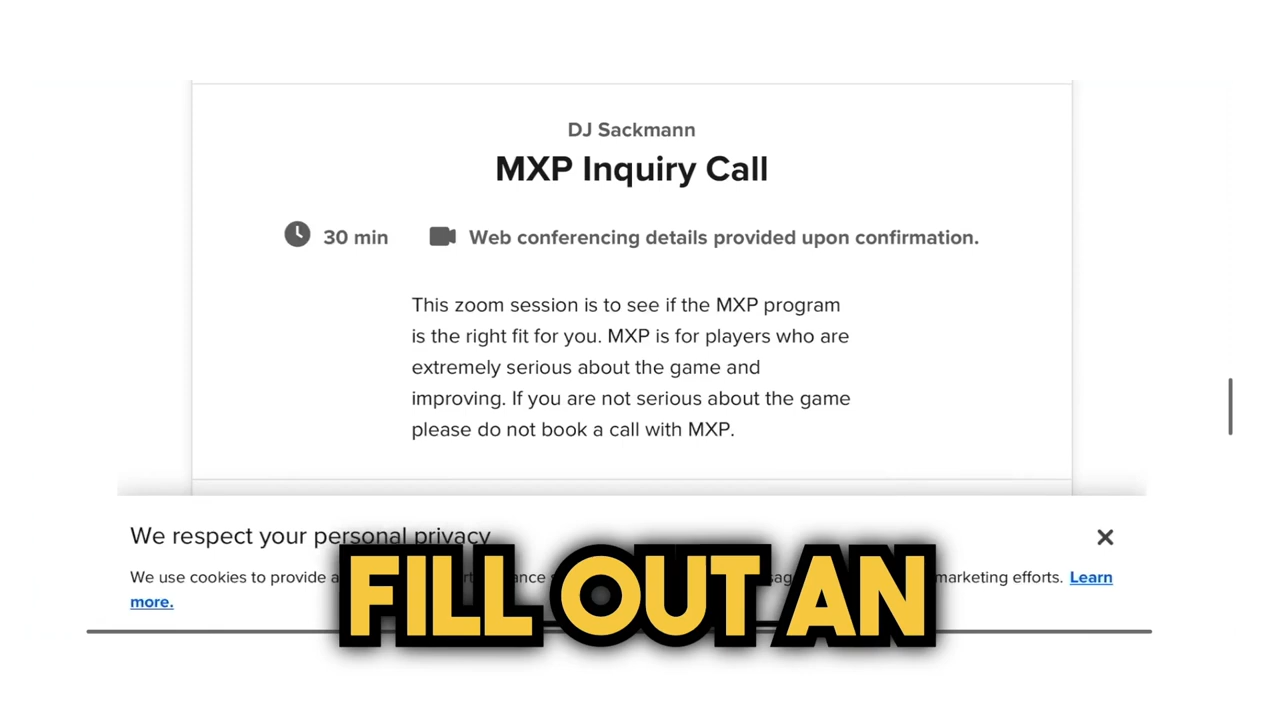 DJ Sackmann
MXP Inquiry Call
30 min Web conferencing details provided upon confirmation.
This zoom session is to see if the MXP program
is the right fit for you. MXP is for players who are
extremely serious about the game and
improving. If you are not serious about the game
please do not book a call with MXP.
We respect your personal privacy
We use cookies to provide marketing efforts. Learn
more.
FILL OUT AN